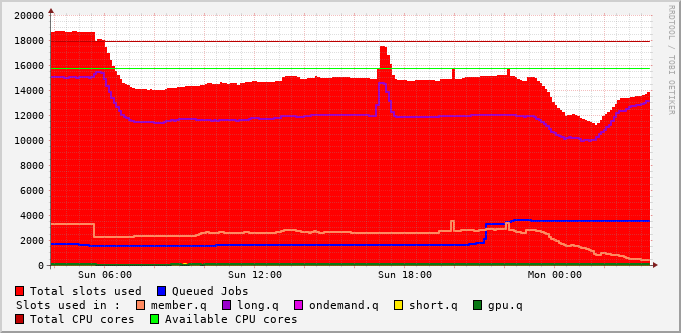 20000
18000
16000
14000
12000
10000
8000
6000
4000
2000
0
Sun 06:00 Sun 12:00 Sun 18:00 Mon 00:00
Total slots used Queued Jobs
Slots used in : member.q long.q ondemand.q short.q gpu.q
Total CPU cores Available CPU cores
RRDTOOL / TOBI OETIKER